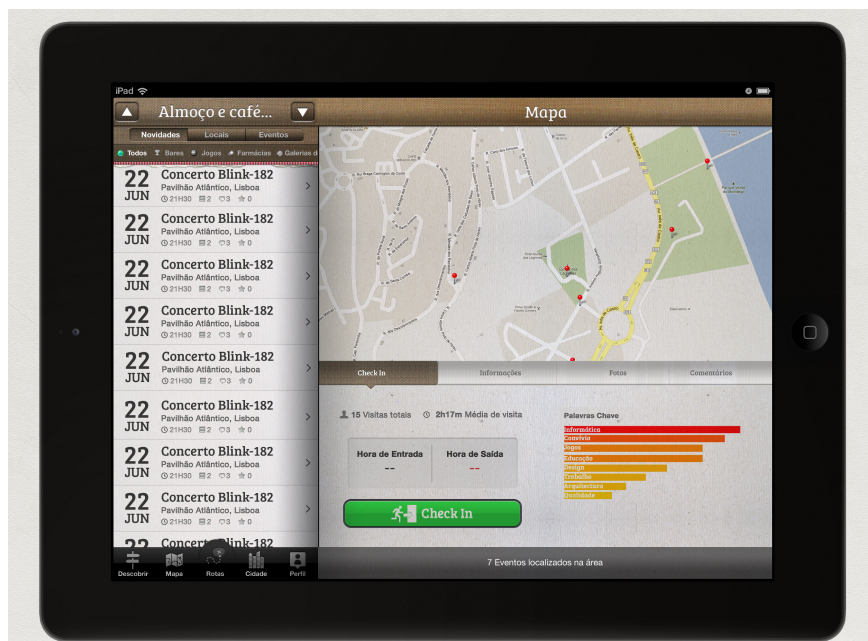 iPad
Almoço e café...
Mapa
Novidades
Locais
Eventos
Todos
Bares
Jogos
Farmácias
Galerias d
22 JUN
Concerto Blink-182
Pavilhão Atlântico, Lisboa
21H30 2 3 0
22 JUN
Concerto Blink-182
Pavilhão Atlântico, Lisboa
21H30 2 3 0
22 JUN
Concerto Blink-182
Pavilhão Atlântico, Lisboa
21H30 2 3 0
22 JUN
Concerto Blink-182
Pavilhão Atlântico, Lisboa
21H30 2 3 0
22 JUN
Concerto Blink-182
Pavilhão Atlântico, Lisboa
21H30 2 3 0
22 JUN
Concerto Blink-182
Pavilhão Atlântico, Lisboa
21H30 2 3 0
22 JUN
Concerto Blink-182
Pavilhão Atlântico, Lisboa
21H30 2 3 0
22 JUN
Concerto Blink-182
Pavilhão Atlântico, Lisboa
21H30 2 3 0
22
Concerto Blink-182
Descobrir
Mapa
Rotas
Cidade
Perfil
Check In
Informações
Fotos
Comentários
15 Visitas totais
2h17m Média de visita
Hora de Entrada
--
Hora de Saída
--
Check In
Palavras Chave
Informática
Convívio
Jogos
Educação
Design
Trabalho
Arquitectura
Qualidade
7 Eventos localizados na área